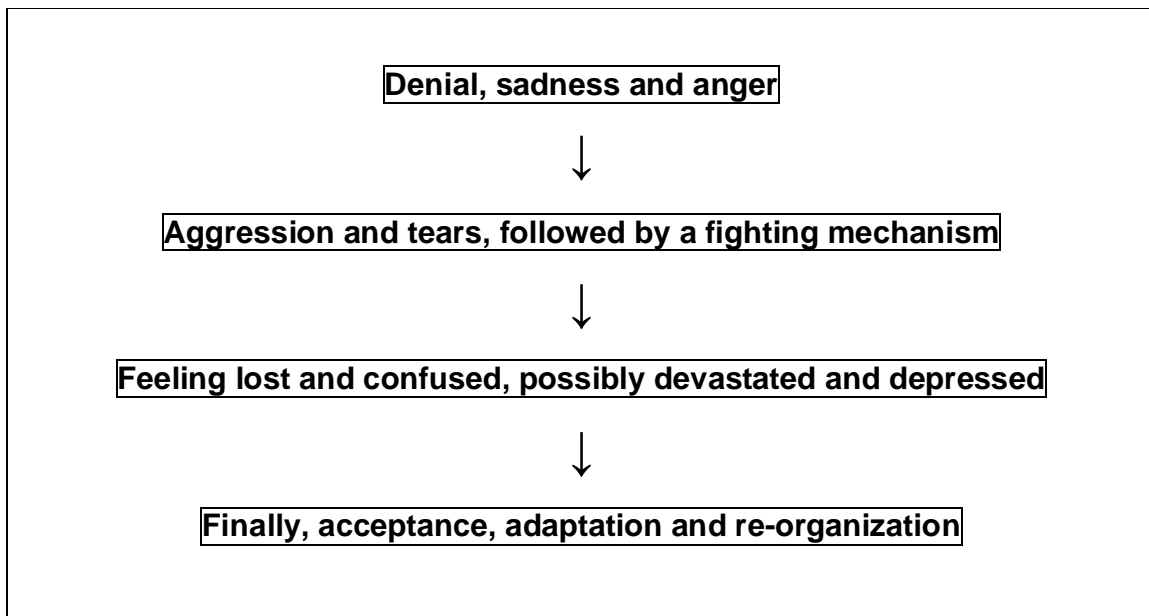 Denial, sadness and anger
↓
Aggression and tears, followed by a fighting mechanism
↓
Feeling lost and confused, possibly devastated and depressed
↓
Finally, acceptance, adaptation and re-organization